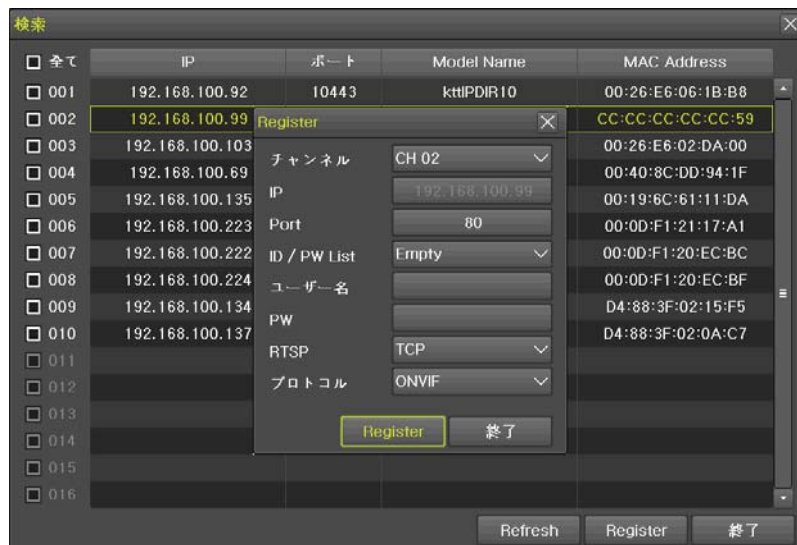 検索
全て IP ポート Model Name MAC Address
001 192.168.100.92 10443 kttIPDIR10 00:26:E6:06:1B:B8
002 192.168.100.99 CC:CC:CC:CC:CC:59
003 192.168.100.103 00:26:E6:02:DA:00
004 192.168.100.69 00:40:8C:DD:94:1F
005 192.168.100.135 00:19:6C:61:11:DA
006 192.168.100.223 00:0D:F1:21:17:A1
007 192.168.100.222 00:0D:F1:20:EC:BC
008 192.168.100.224 00:0D:F1:20:EC:BF
009 192.168.100.134 D4:88:3F:02:15:F5
010 192.168.100.137 D4:88:3F:02:0A:C7
011
012
013
014
015
016
Register
チャンネル CH 02
IP 192.168.100.99
Port 80
ID / PW List Empty
ユーザー名
PW
RTSP TCP
プロトコル ONVIF
Register 終了
Refresh Register 終了